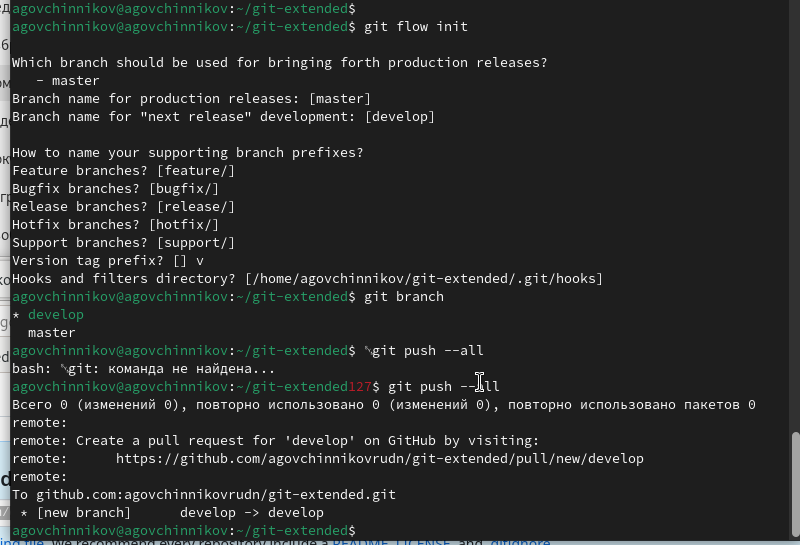 agovchinnikov@agovchinnikov:~/git-extended$
agovchinnikov@agovchinnikov:~/git-extended$ git flow init
Which branch should be used for bringing forth production releases?
   - master
Branch name for production releases: [master]
Branch name for "next release" development: [develop]
How to name your supporting branch prefixes?
Feature branches? [feature/]
Bugfix branches? [bugfix/]
Release branches? [release/]
Hotfix branches? [hotfix/]
Support branches? [support/]
Version tag prefix? [] v
Hooks and filters directory? [/home/agovchinnikov/git-extended/.git/hooks]
agovchinnikov@agovchinnikov:~/git-extended$ git branch
* develop
  master
agovchinnikov@agovchinnikov:~/git-extended$ git push --all
bash: git: команда не найдена...
agovchinnikov@agovchinnikov:~/git-extended127$ git push --all
Всего 0 (изменений 0), повторно использовано 0 (изменений 0), повторно использовано пакетов 0
remote:
remote: Create a pull request for 'develop' on GitHub by visiting:
remote:      https://github.com/agovchinnikovrudn/git-extended/pull/new/develop
remote:
To github.com:agovchinnikovrudn/git-extended.git
 * [new branch]      develop -> develop
agovchinnikov@agovchinnikov:~/git-extended$